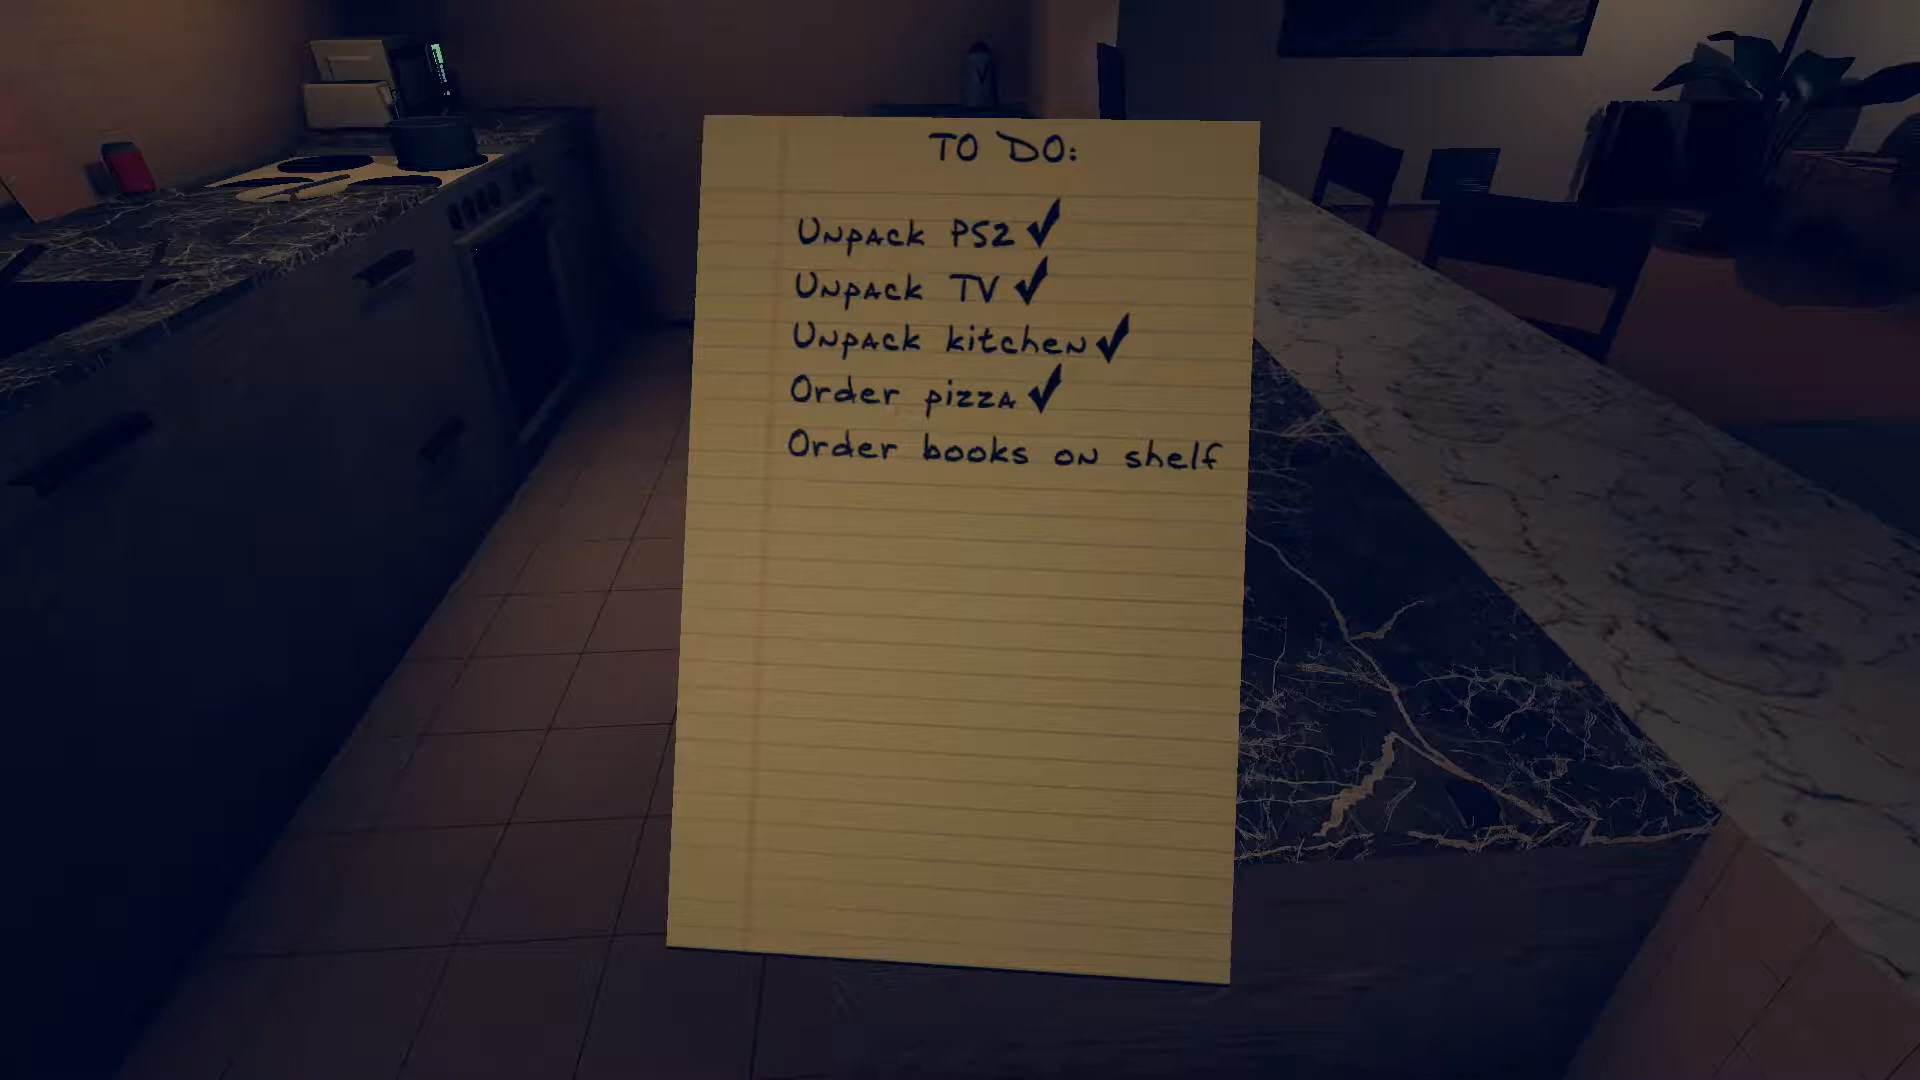 TO DO:
Unpack PS2 ✓
Unpack TV ✓
Unpack kitchen ✓
Order pizza ✓
Order books on shelf